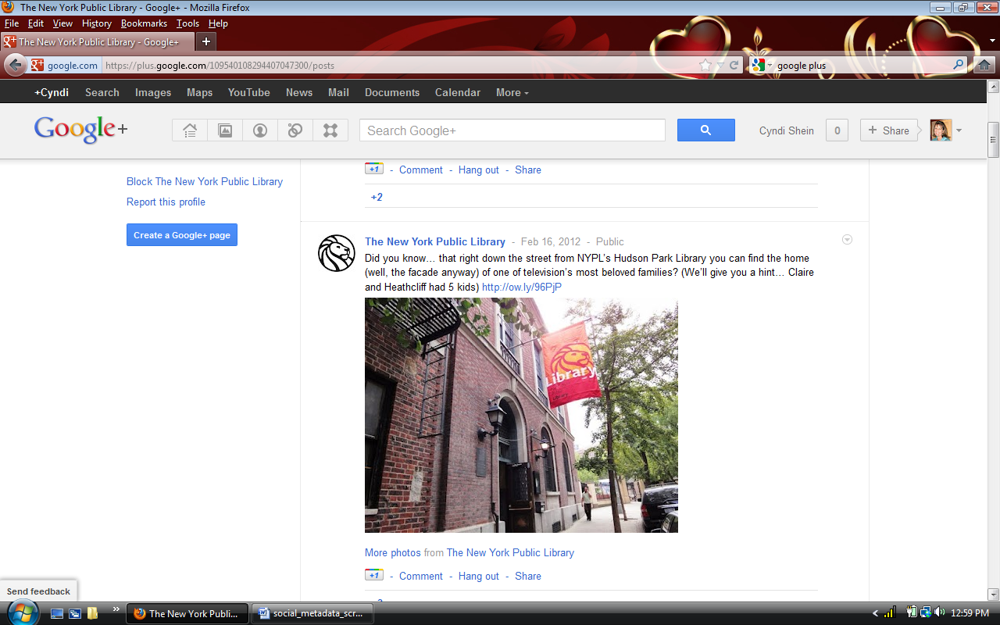 The New York Public Library - Google+ - Mozilla Firefox
File Edit View History Bookmarks Tools Help
The New York Public Library - Google+
google.com https://plus.google.com/109540108294407047300/posts google plus
+Cyndi Search Images Maps YouTube News Mail Documents Calendar More
Google+ Search Google+ Cyndi Shein 0 + Share
+1 - Comment - Hang out - Share
Block The New York Public Library
+2
Report this profile
Create a Google+ page
The New York Public Library - Feb 16, 2012 - Public
Did you know… that right down the street from NYPL's Hudson Park Library you can find the home
(well, the facade anyway) of one of television's most beloved families? (We'll give you a hint… Claire
and Heathcliff had 5 kids) http://ow.ly/96PjP
Library
More photos from The New York Public Library
+1 - Comment - Hang out - Share
Send feedback
The New York Publi... social_metadata_scr... 12:59 PM